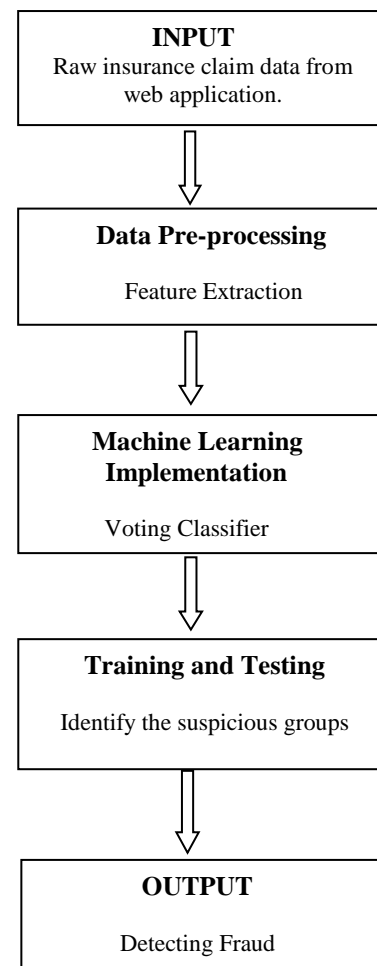 INPUT
Raw insurance claim data from
web application.
Data Pre-processing
Feature Extraction
Machine Learning
Implementation
Voting Classifier
Training and Testing
Identify the suspicious groups
OUTPUT
Detecting Fraud